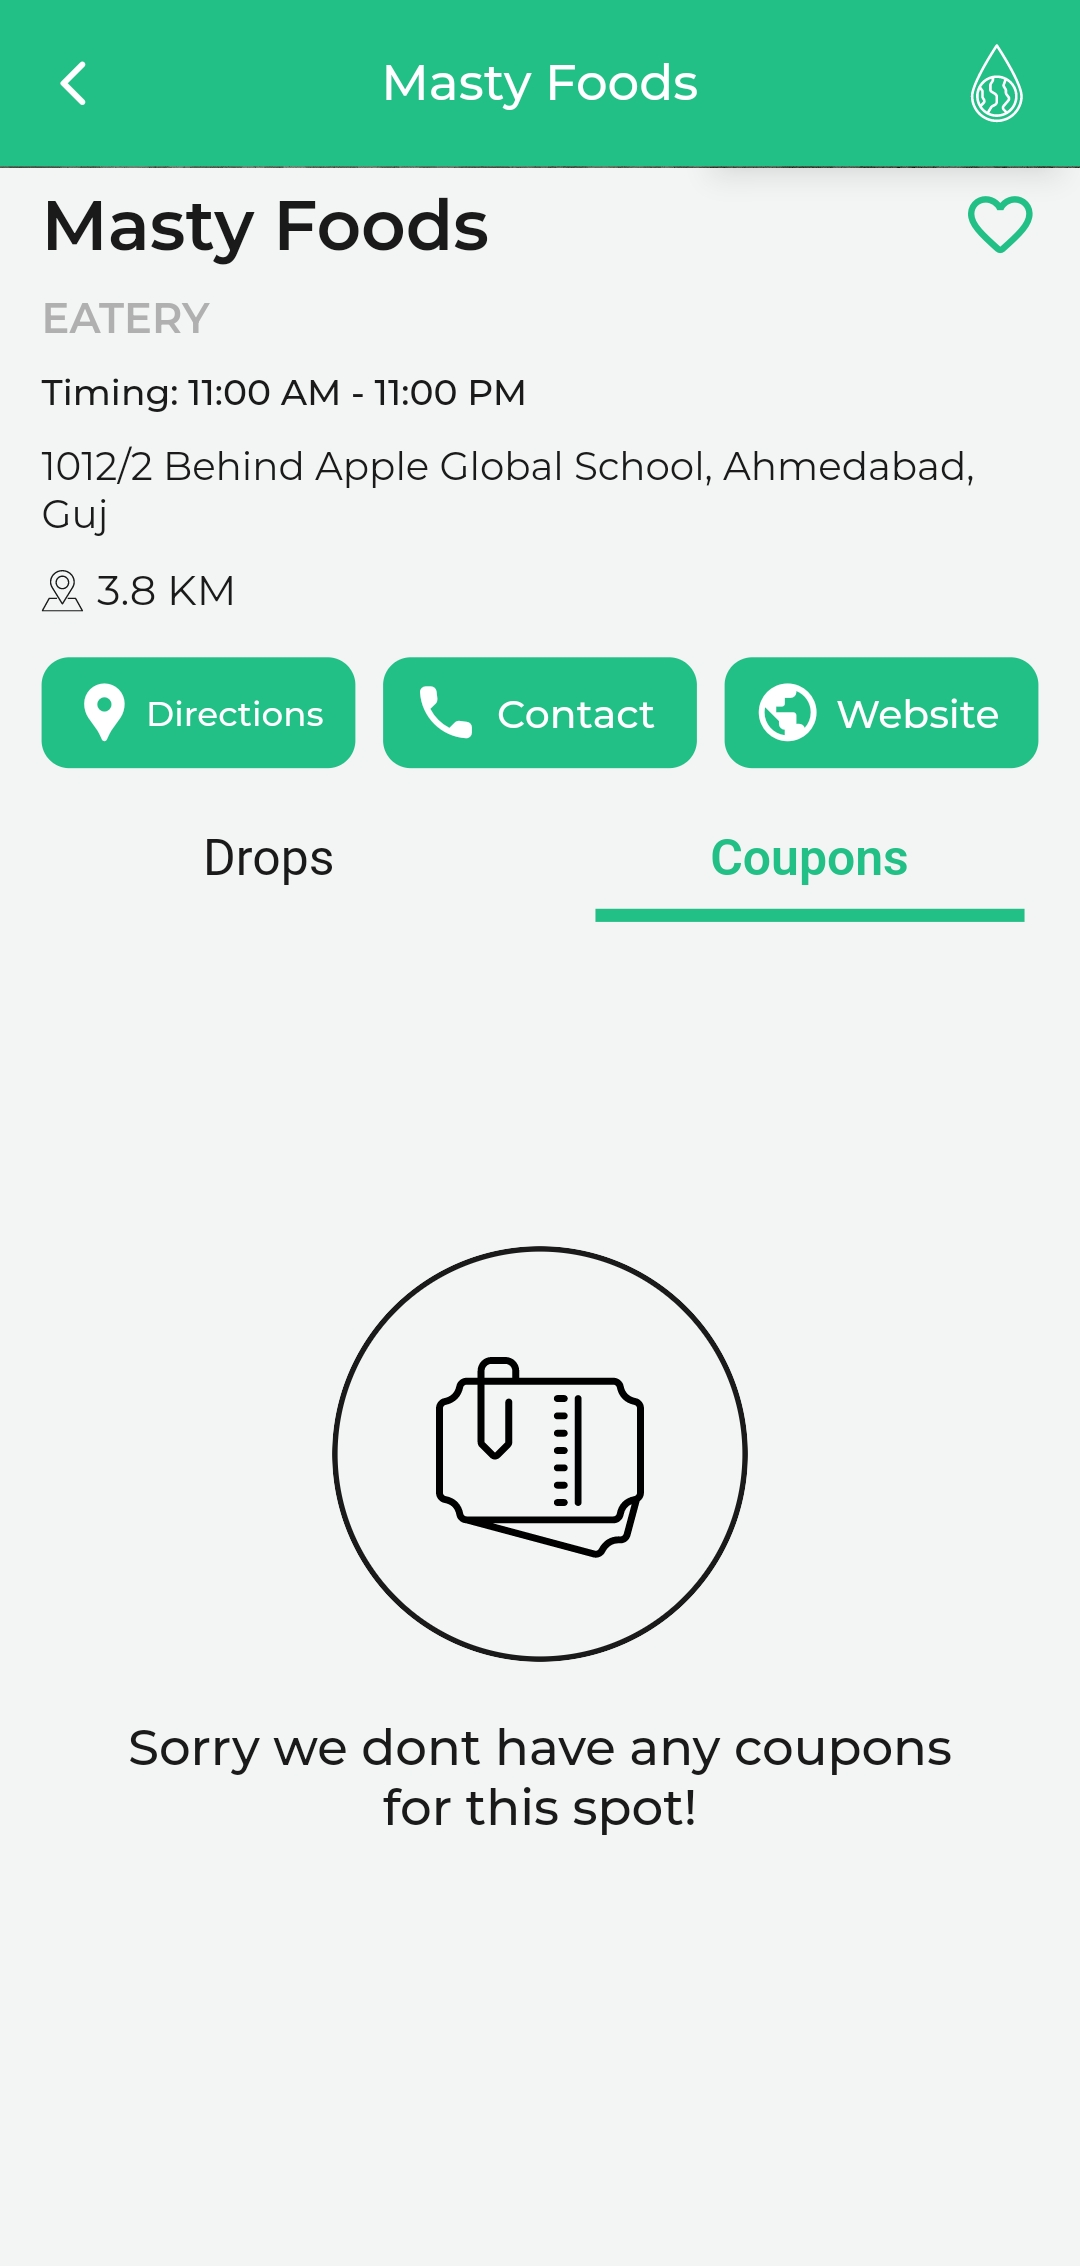 Masty Foods
Masty Foods
EATERY
Timing: 11:00 AM - 11:00 PM
1012/2 Behind Apple Global School, Ahmedabad,
Guj
3.8 KM
Directions
Contact
Website
Drops
Coupons
Sorry we dont have any coupons
for this spot!